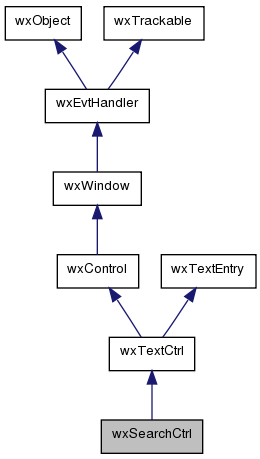 wxObject
wxTrackable
wxEvtHandler
wxWindow
wxControl
wxTextEntry
wxTextCtrl
wxSearchCtrl